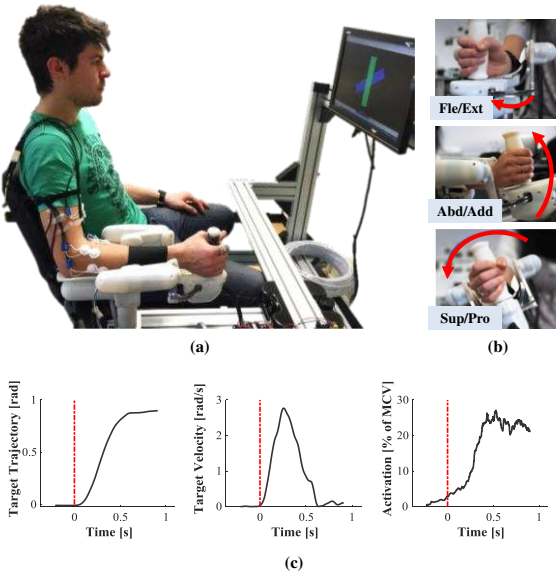 Fle/Ext
Abd/Add
Sup/Pro
(a)
(b)
Target Trajectory [rad]
1
0.5
0
0
0.5
1
Time [s]
Target Velocity [rad/s]
3
2
1
0
0
0.5
1
Time [s]
Activation [% of MCV]
30
20
10
0
0
0.5
1
Time [s]
(c)